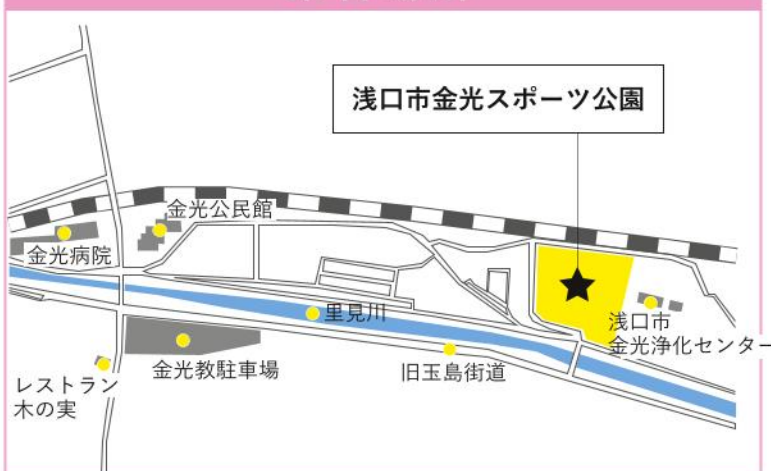 浅口市金光スポーツ公園
金光公民館
金光病院
里見川
浅口市
金光浄化センター
金光教駐車場
旧玉島街道
レストラン
木の実